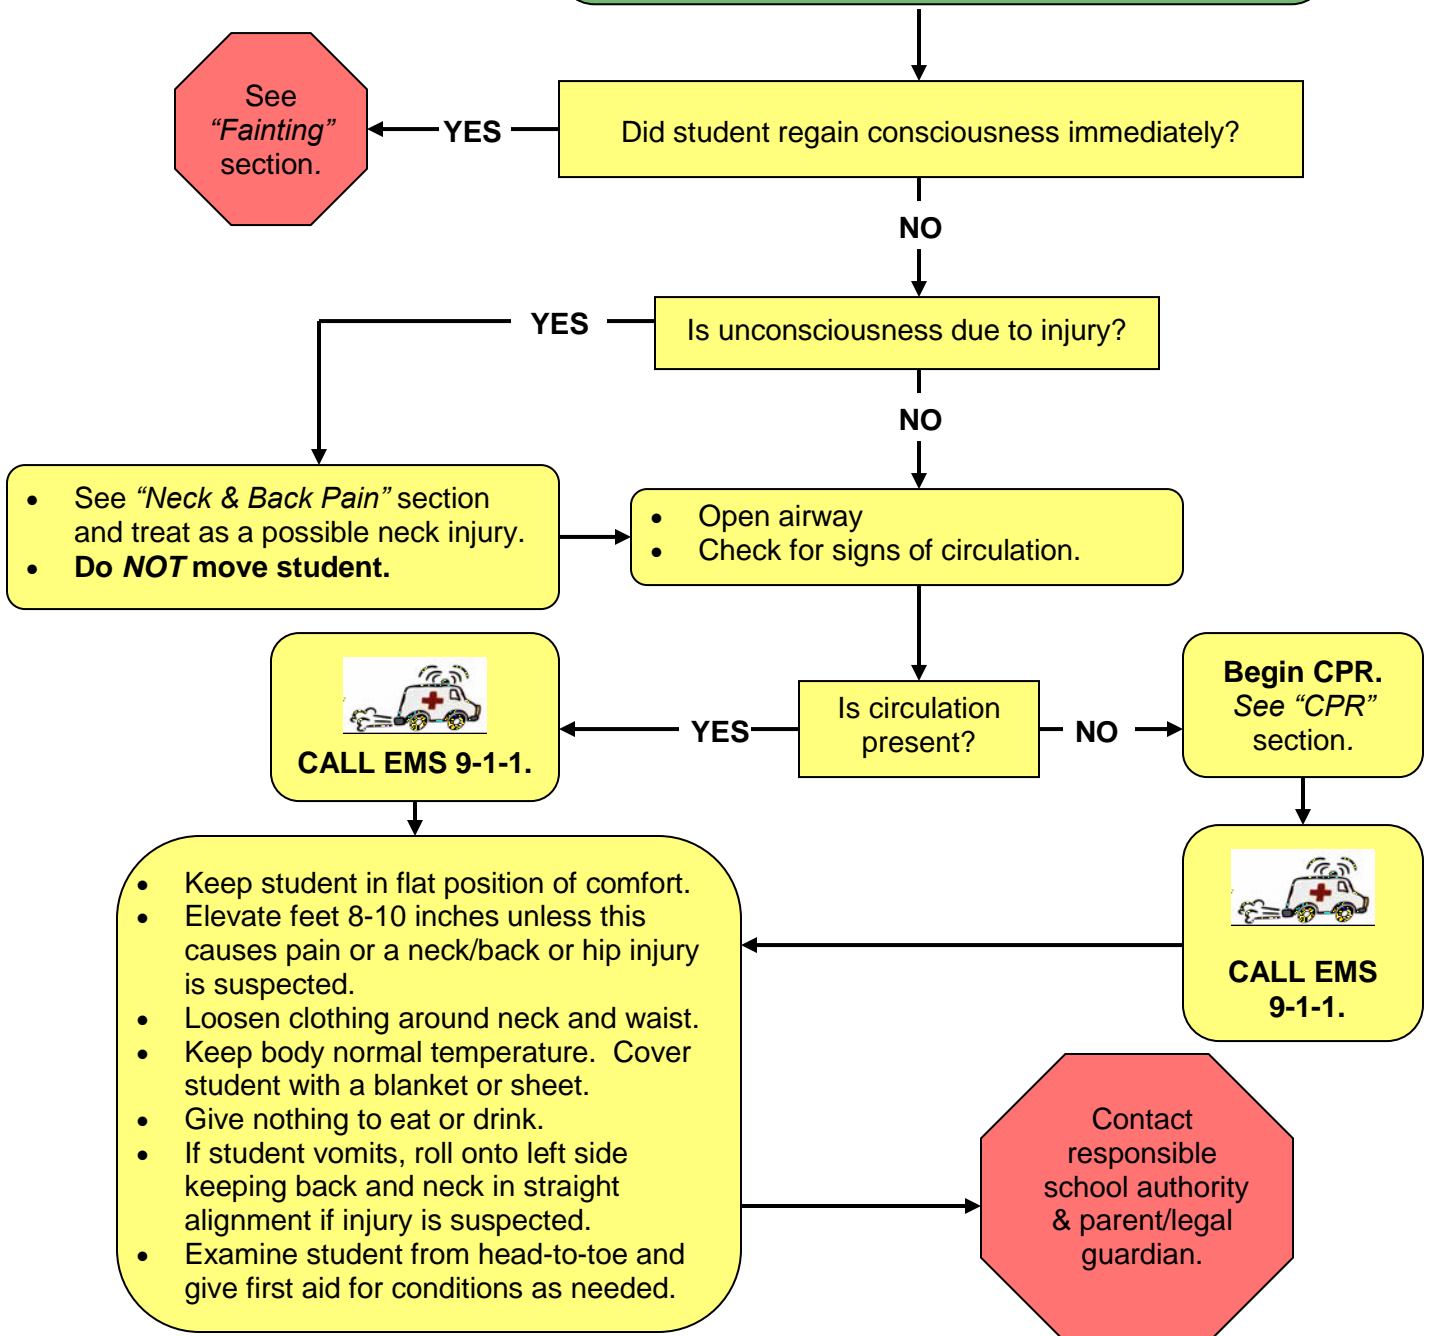 See
“Fainting”
section.
YES
Did student regain consciousness immediately?
NO
YES
Is unconsciousness due to injury?
NO
• See “Neck & Back Pain” section
and treat as a possible neck injury.
• Do NOT move student.
• Open airway
• Check for signs of circulation.
CALL EMS 9-1-1.
YES
Is circulation
present?
NO
Begin CPR.
See “CPR”
section.
CALL EMS
9-1-1.
• Keep student in flat position of comfort.
• Elevate feet 8-10 inches unless this
causes pain or a neck/back or hip injury
is suspected.
• Loosen clothing around neck and waist.
• Keep body normal temperature.  Cover
student with a blanket or sheet.
• Give nothing to eat or drink.
• If student vomits, roll onto left side
keeping back and neck in straight
alignment if injury is suspected.
• Examine student from head-to-toe and
give first aid for conditions as needed.
Contact
responsible
school authority
& parent/legal
guardian.